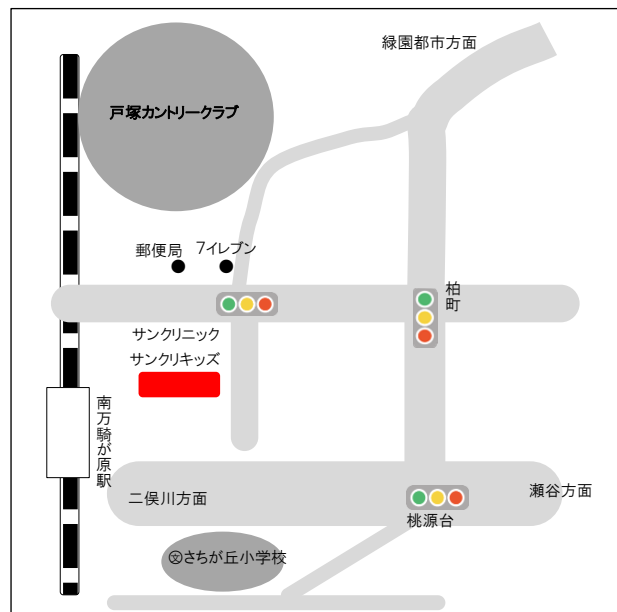 緑園都市方面
戸塚カントリークラブ
郵便局
7イレブン
柏町
サンクリニック
サンクリキッズ
南万騎が原駅
二俣川方面
瀬谷方面
桃源台
文さちが丘小学校